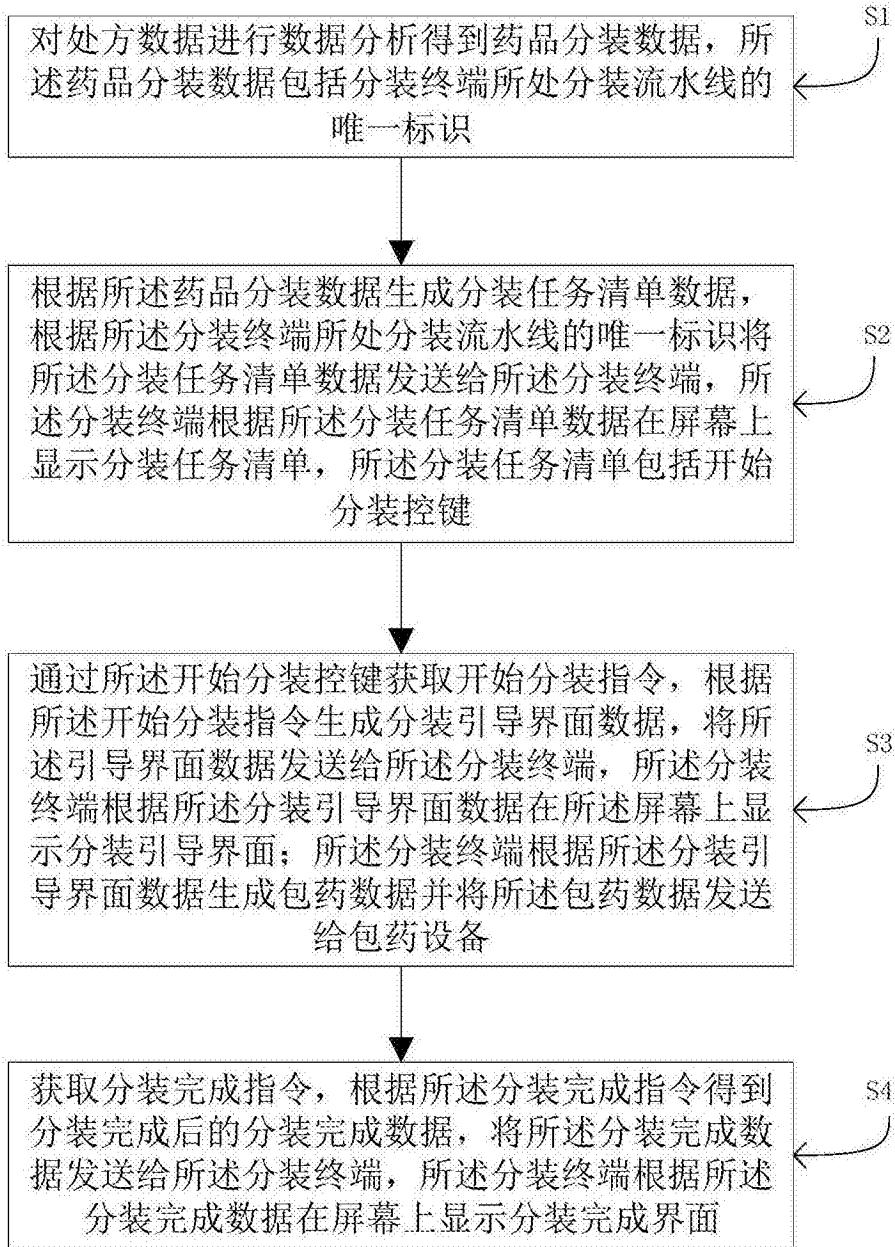 S1
对处方数据进行数据分析得到药品分装数据，所
述药品分装数据包括分装终端所处分装流水线的
唯一标识
根据所述药品分装数据生成分装任务清单数据，
根据所述分装终端所处分装流水线的唯一标识将
所述分装任务清单数据发送给所述分装终端，所
述分装终端根据所述分装任务清单数据在屏幕上
显示分装任务清单，所述分装任务清单包括开始
分装控键
S2
通过所述开始分装控键获取开始分装指令，根据
所述开始分装指令生成分装引导界面数据，将所
述引导界面数据发送给所述分装终端，所述分装
终端根据所述分装引导界面数据在所述屏幕上显
示分装引导界面；所述分装终端根据所述分装引
导界面数据生成包药数据并将所述包药数据发送
给包药设备
S3
获取分装完成指令，根据所述分装完成指令得到
分装完成后的分装完成数据，将所述分装完成数
据发送给所述分装终端，所述分装终端根据所述
分装完成数据在屏幕上显示分装完成界面
S4